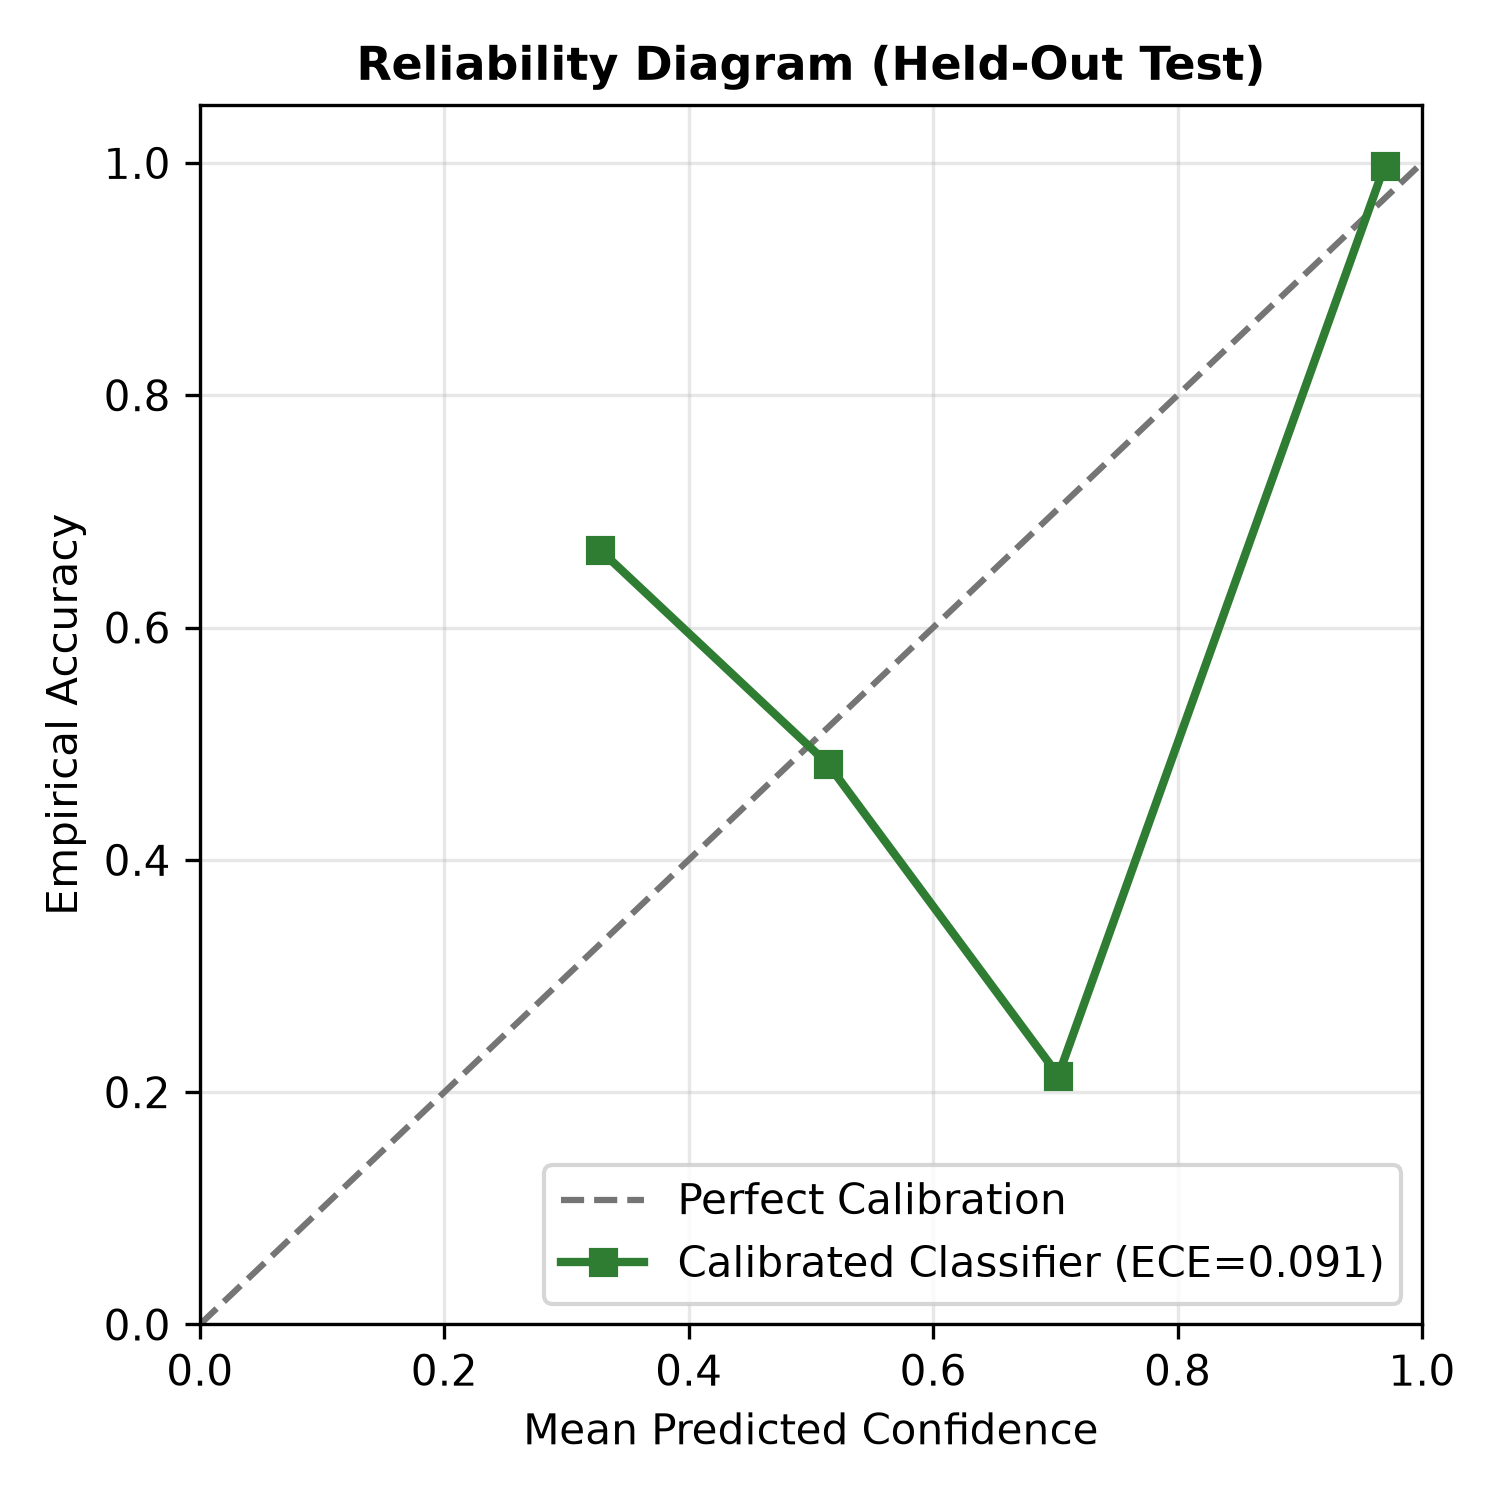 Reliability Diagram (Held-Out Test)
1.0
0.8
0.6
0.4
0.2
0.0
Empirical Accuracy
Perfect Calibration
Calibrated Classifier (ECE=0.091)
0.0 0.2 0.4 0.6 0.8 1.0
Mean Predicted Confidence